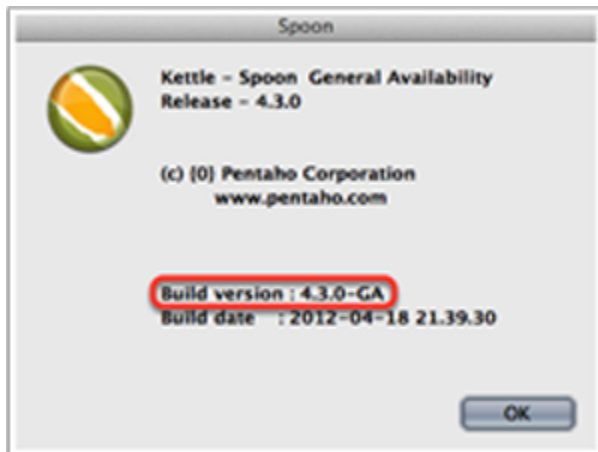 Spoon
Kettle - Spoon General Availability
Release - 4.3.0
(c) {0} Pentaho Corporation
www.pentaho.com
Build version : 4.3.0-GA
Build date : 2012-04-18 21.39.30
OK